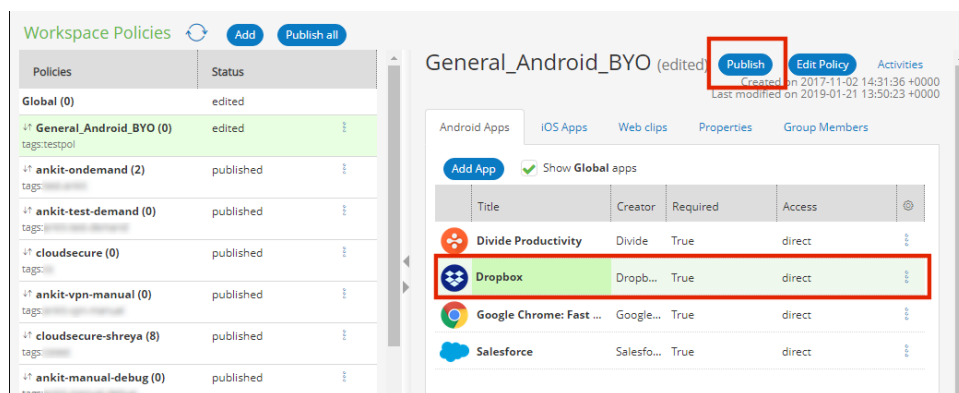 Workspace Policies Add Publish all
Policies Status
Global (0) edited
General_Android_BYO (0) edited
tags:testpol
ankit-ondemand (2) published
tags:
ankit-test-demand (0) published
tags:
cloudsecure (0) published
tags:
ankit-vpn-manual (0) published
tags:
cloudsecure-shreya (8) published
tags:
ankit-manual-debug (0) published
General_Android_BYO (edited) Publish Edit Policy Activities
Created on 2017-11-02 14:31:36 +0000
Last modified on 2019-01-21 13:50:23 +0000
Android Apps iOS Apps Web clips Properties Group Members
Add App Show Global apps
Title Creator Required Access
Divide Productivity Divide True direct
Dropbox Dropb... True direct
Google Chrome: Fast ... Google... True direct
Salesforce Salesfo... True direct